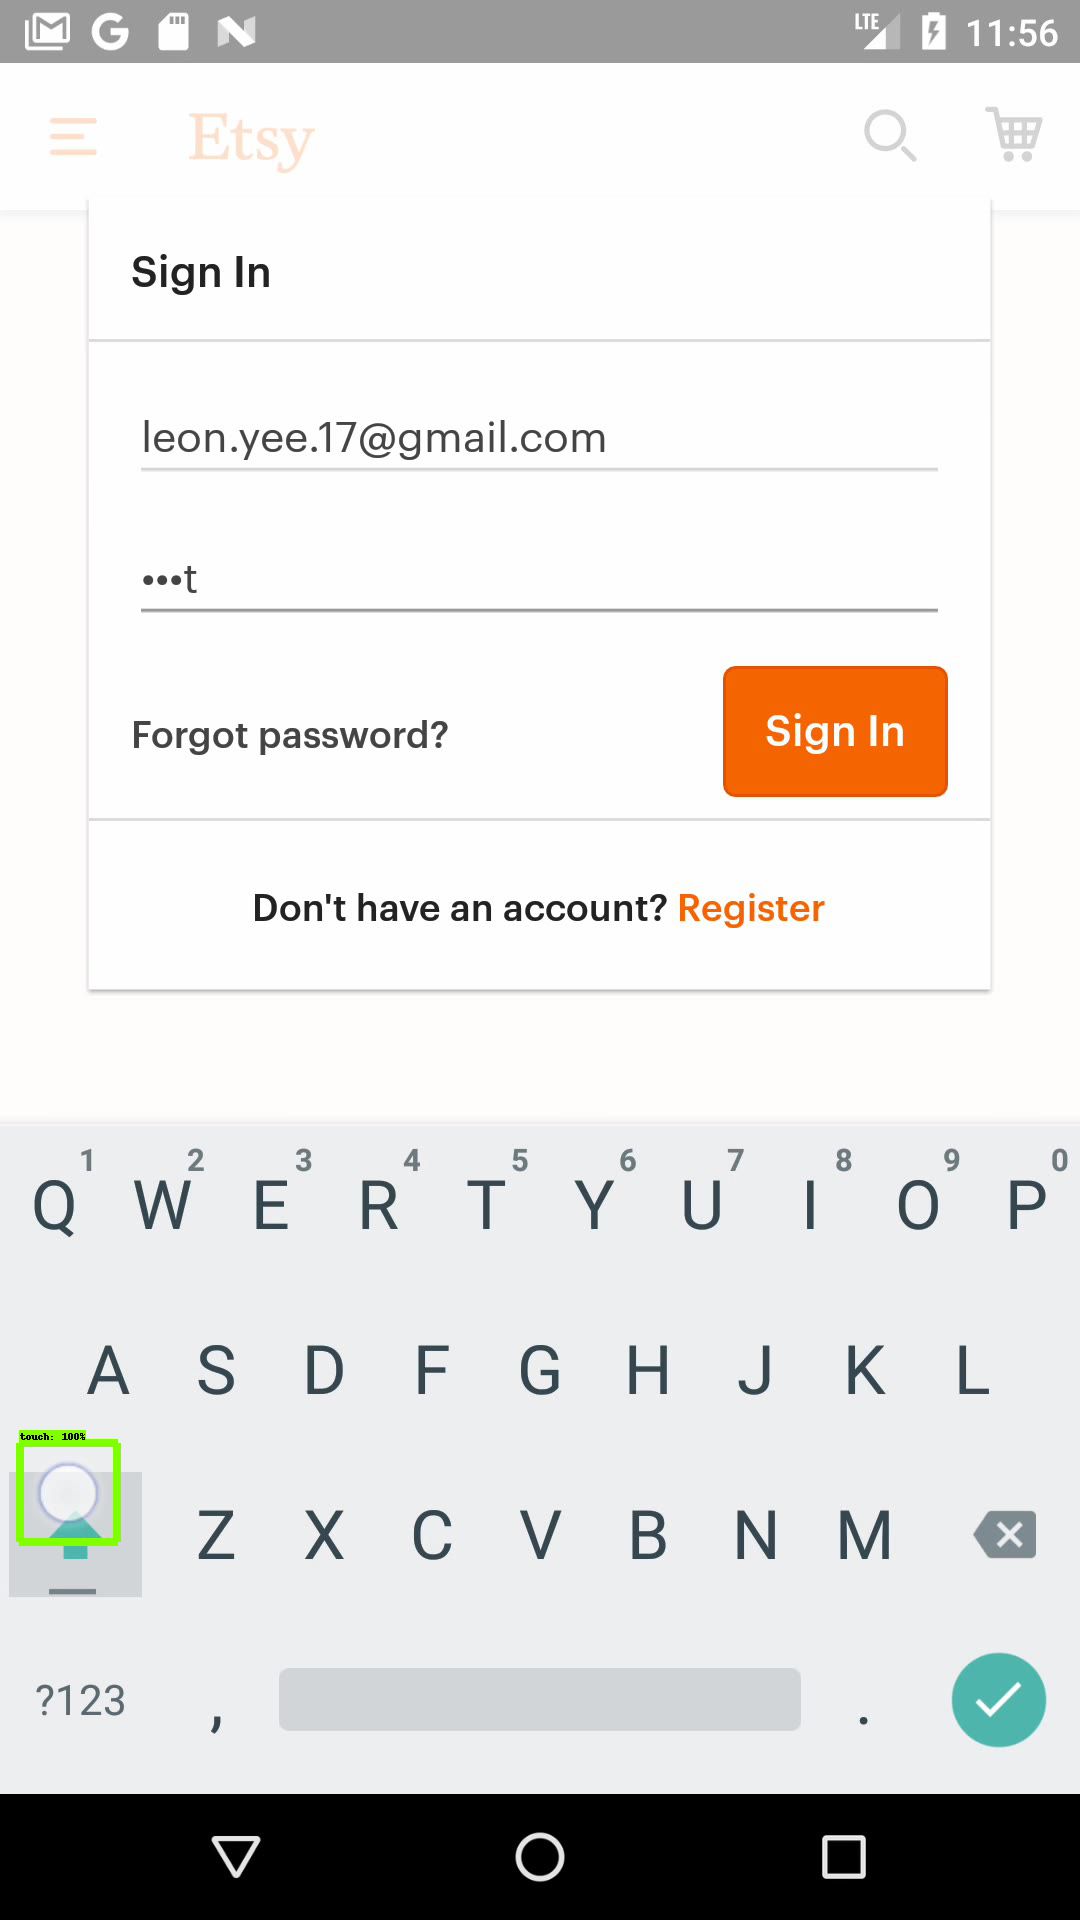 LTE 11:56
Etsy
Sign In
leon.yee.17@gmail.com
•••t
Forgot password?
Sign In
Don't have an account? Register
1 2 3 4 5 6 7 8 9 0
Q W E R T Y U I O P
A S D F G H J K L
touch: 100%
Z X C V B N M
?123 , .